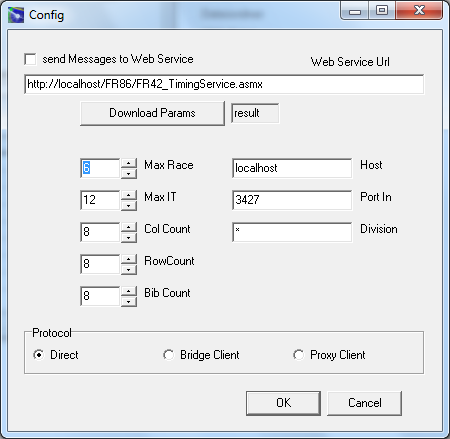 Config
send Messages to Web Service
Web Service Url
http://localhost/FR86/FR42_TimingService.asmx
Download Params
result
6 Max Race localhost Host
12 Max IT 3427 Port In
8 Col Count * Division
8 RowCount
8 Bib Count
Protocol
Direct Bridge Client Proxy Client
OK Cancel